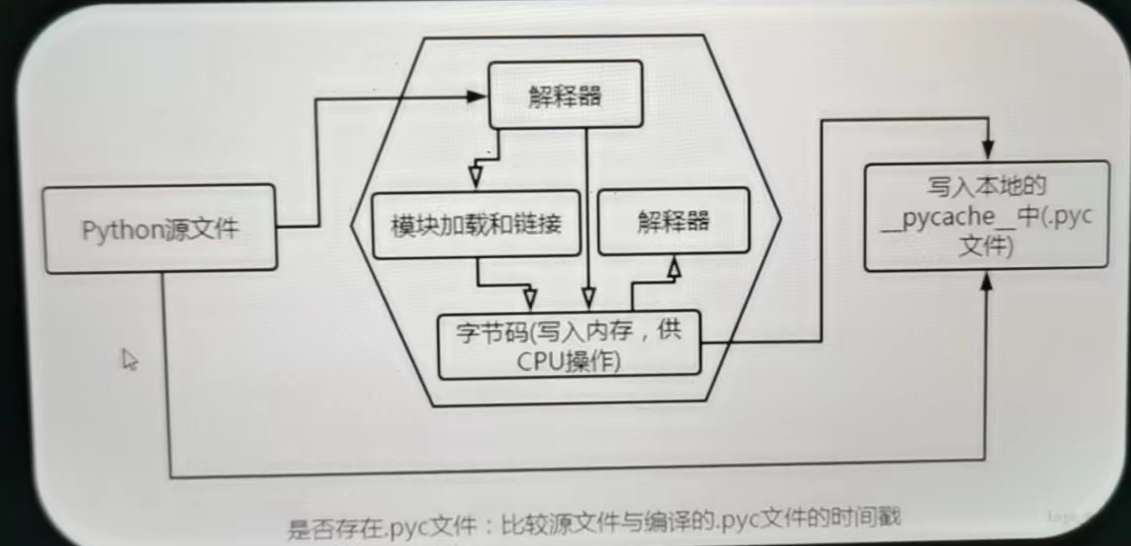 解释器
Python源文件
模块加载和链接
解释器
写入本地的
__pycache__中(.pyc
文件)
字节码(写入内存，供
CPU操作)
是否存在.pyc文件：比较源文件与编译的.pyc文件的时间戳